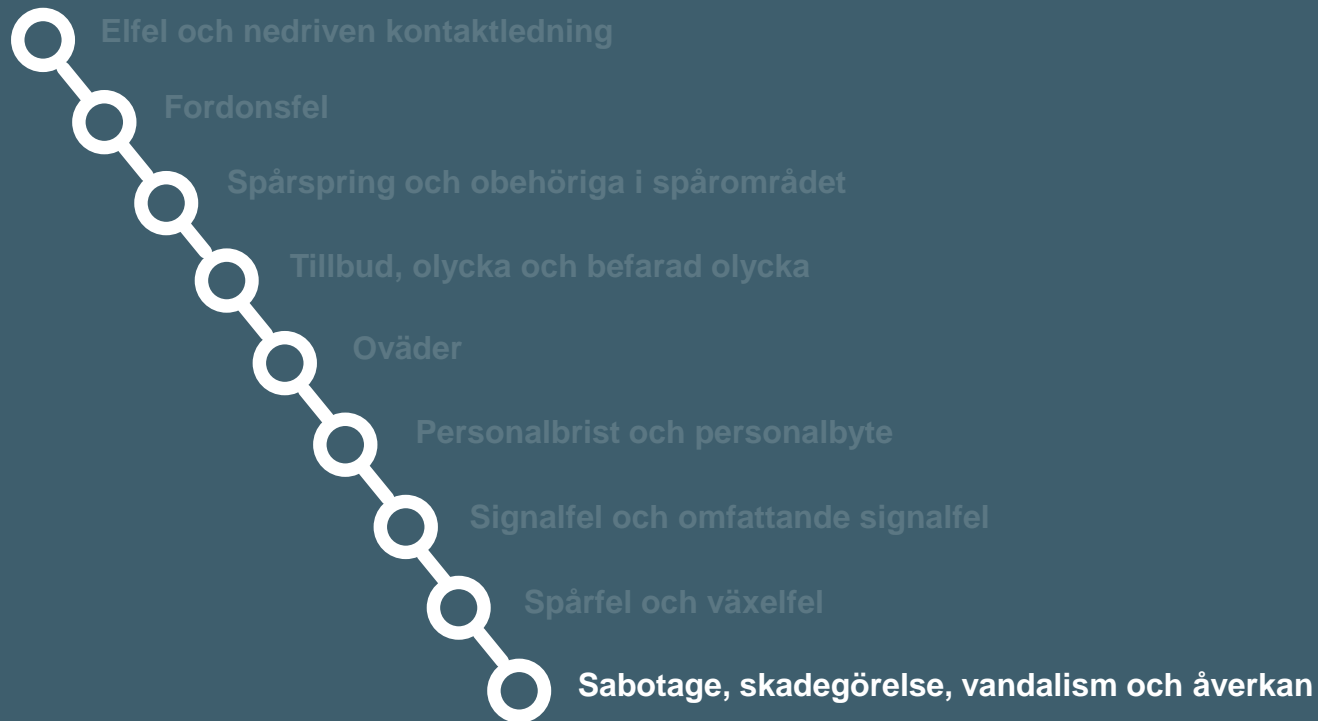 Elfel och nedriven kontaktledning
Fordonsfel
Spårspring och obehöriga i spårområdet
Tillbud, olycka och befarad olycka
Oväder
Personalbrist och personalbyte
Signalfel och omfattande signalfel
Spårfel och växelfel
Sabotage, skadegörelse, vandalism och åverkan